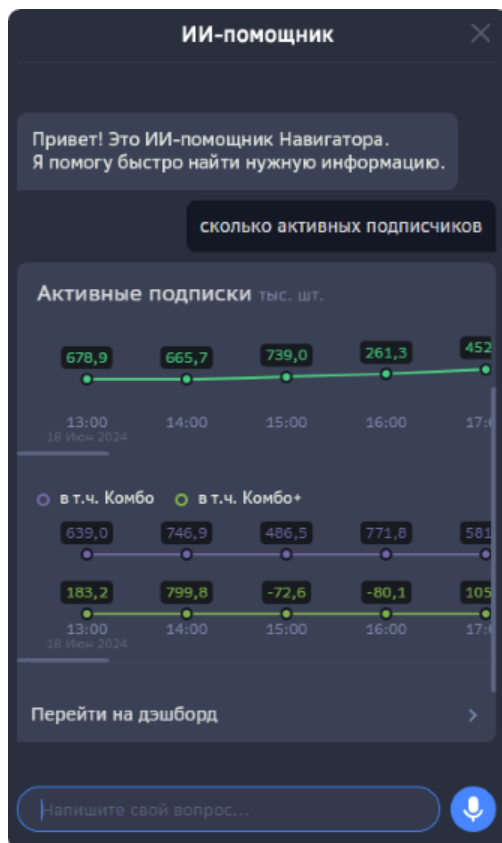 ИИ-помощник
Привет! Это ИИ-помощник Навигатора.
Я помогу быстро найти нужную информацию.
сколько активных подписчиков
Активные подписки тыс. шт.
678,9 665,7 739,0 261,3 452
13:00 14:00 15:00 16:00 17:
18 Июн 2024
в т.ч. Комбо в т.ч. Комбо+
639,0 746,9 486,5 771,8 581
183,2 799,8 -72,6 -80,1 105
13:00 14:00 15:00 16:00 17:
18 Июн 2024
Перейти на дэшборд
Напишите свой вопрос...